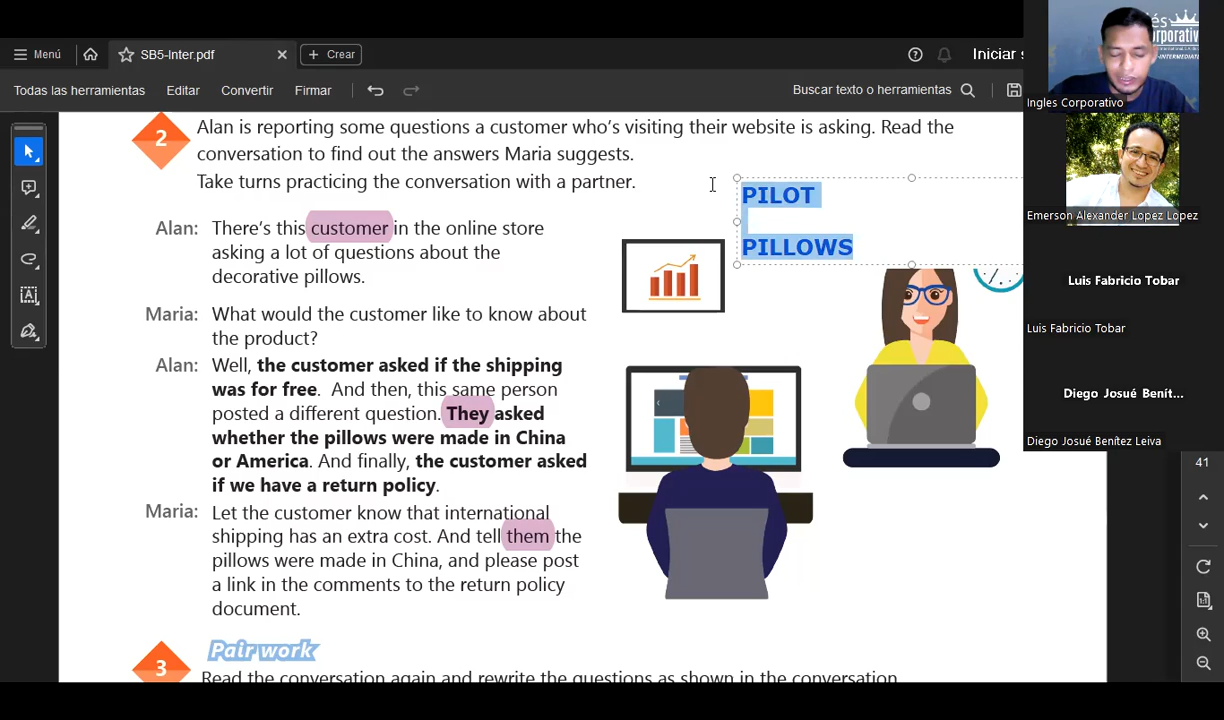 Menú
SB5-Inter.pdf
Crear
Iniciar s
Todas las herramientas
Editar
Convertir
Firmar
Buscar texto o herramientas
2
Alan is reporting some questions a customer who's visiting their website is asking. Read the
conversation to find out the answers Maria suggests.
Take turns practicing the conversation with a partner.
PILOT
PILLOWS
Alan: There's this customer in the online store
asking a lot of questions about the
decorative pillows.
Maria: What would the customer like to know about
the product?
Alan: Well, the customer asked if the shipping
was for free. And then, this same person
posted a different question. They asked
whether the pillows were made in China
or America. And finally, the customer asked
if we have a return policy.
Maria: Let the customer know that international
shipping has an extra cost. And tell them the
pillows were made in China, and please post
a link in the comments to the return policy
document.
3
Pair work
Read the conversation again and rewrite the questions as shown in the conversation
Ingles Corporativo
Emerson Alexander Lopez Lopez
Luis Fabricio Tobar
Luis Fabricio Tobar
Diego Josué Benít...
Diego Josué Benítez Leiva
41